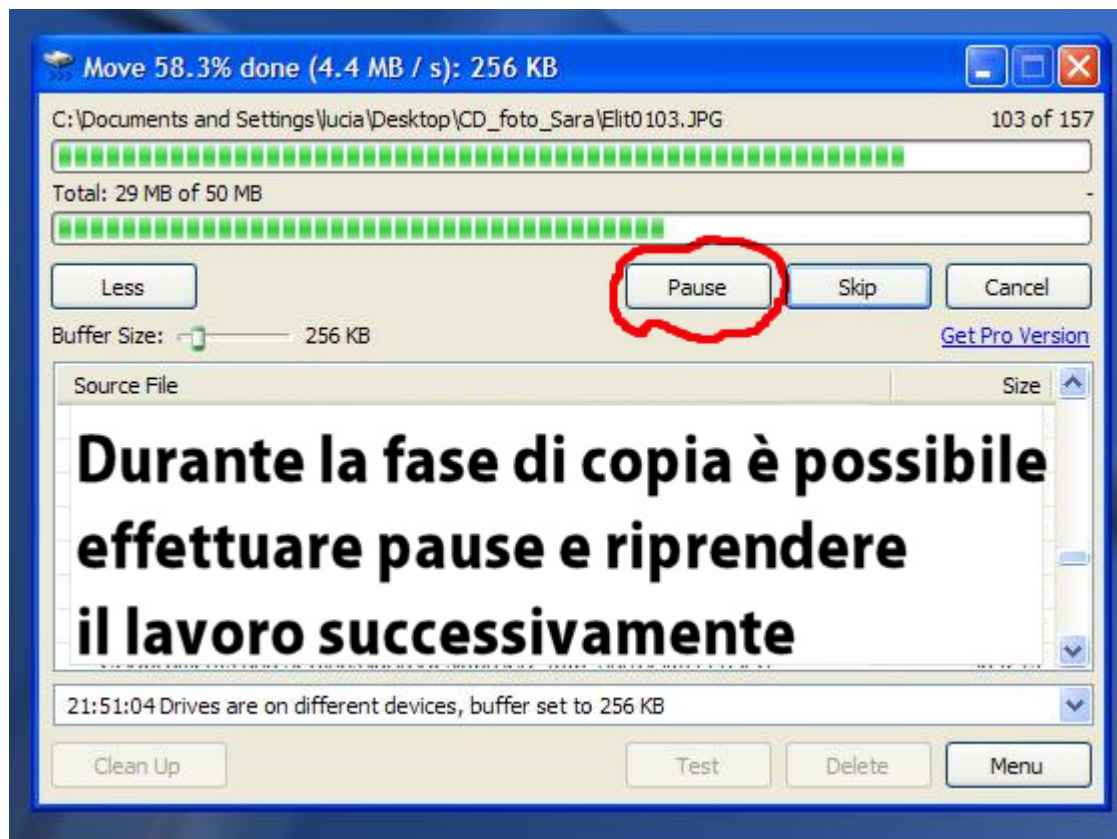 Move 58.3% done (4.4 MB / s): 256 KB
C:\Documents and Settings\lucia\Desktop\CD_foto_Sara\Elit0103.JPG 103 of 157
Total: 29 MB of 50 MB -
Less Pause Skip Cancel
Buffer Size: 256 KB Get Pro Version
Source File Size
Durante la fase di copia è possibile
effettuare pause e riprendere
il lavoro successivamente
21:51:04 Drives are on different devices, buffer set to 256 KB
Clean Up Test Delete Menu